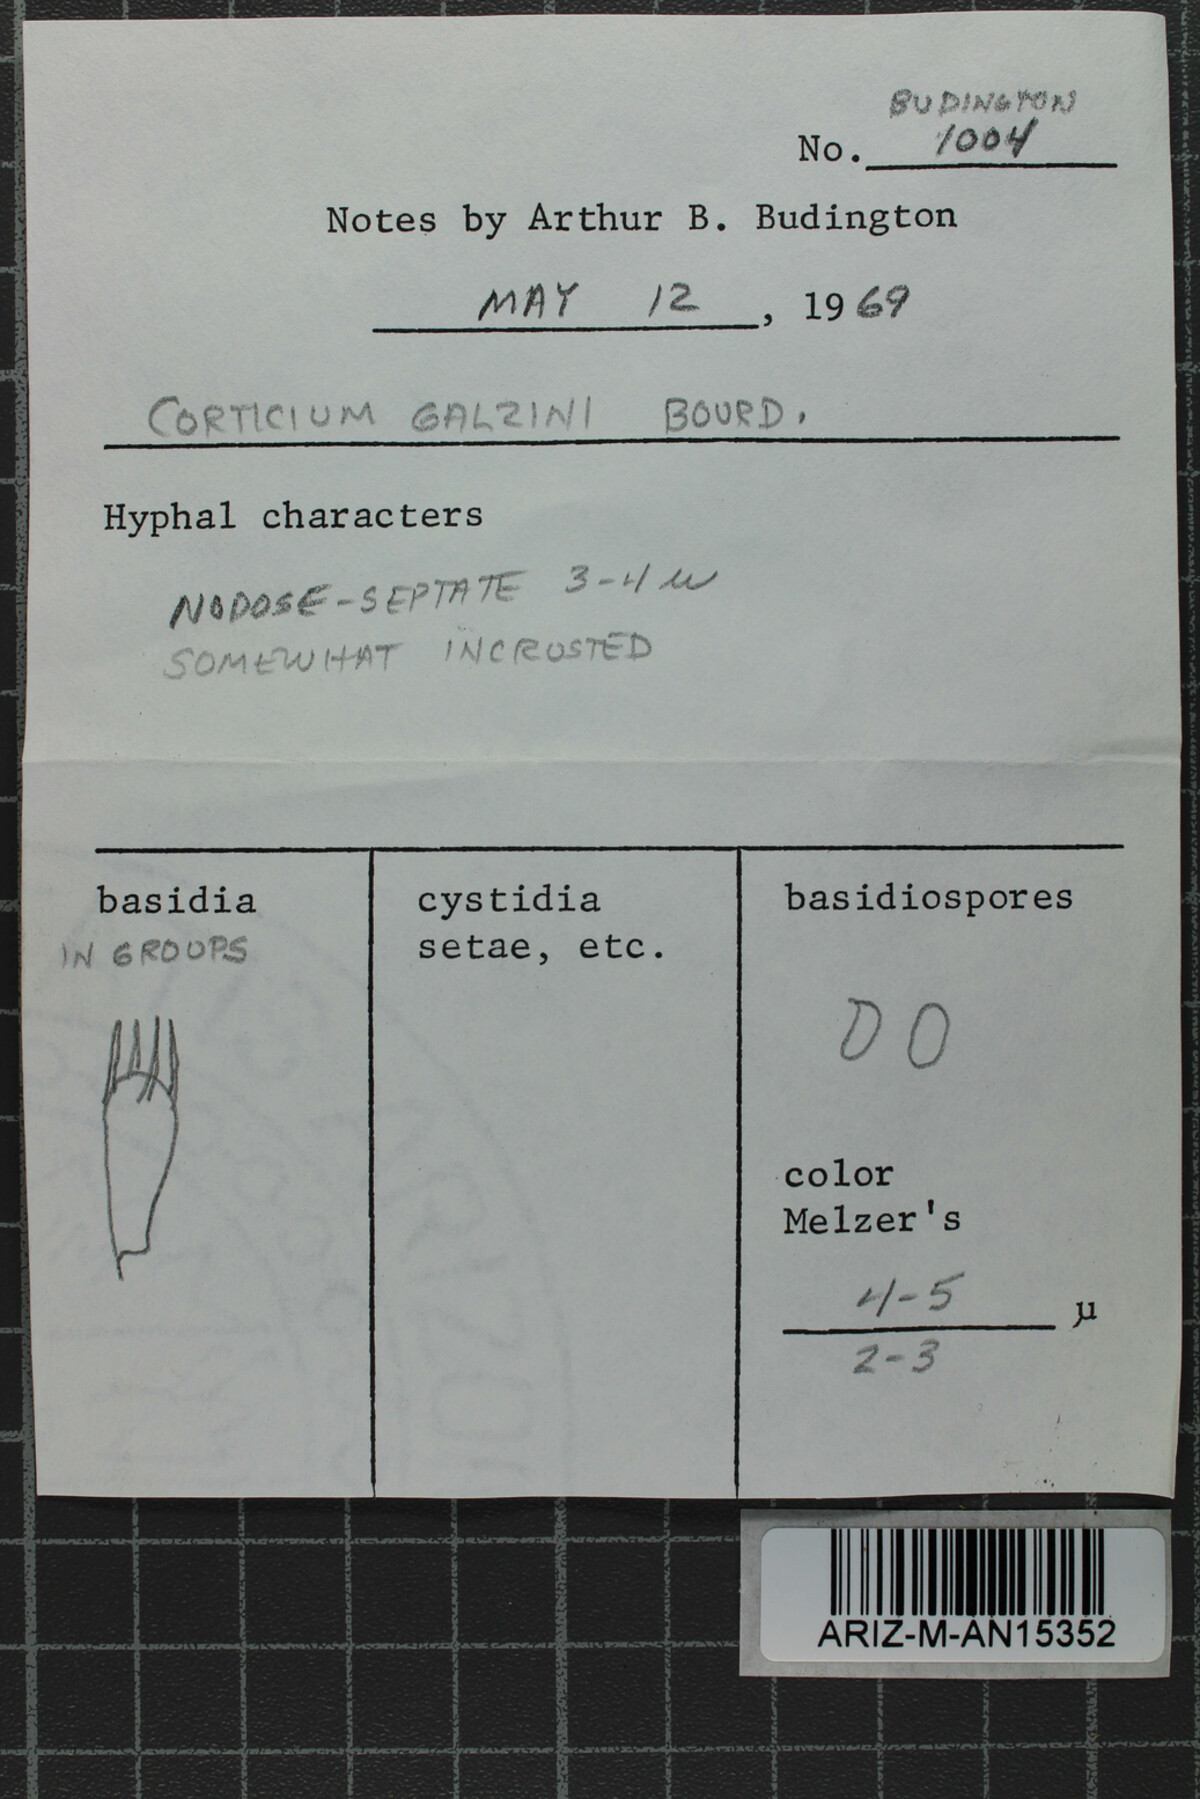 BUDINGTON
No. 1004
Notes by Arthur B. Budington
MAY 12, 1969
CORTICIUM GALZINI BOURD.
Hyphal characters
NODOSE-SEPTATE 3-4 u
SOMEWHAT INCRUSTED
basidia
IN GROUPS
cystidia
setae, etc.
basidiospores
color
Melzer's
4-5 µ
2-3
ARIZ-M-AN15352